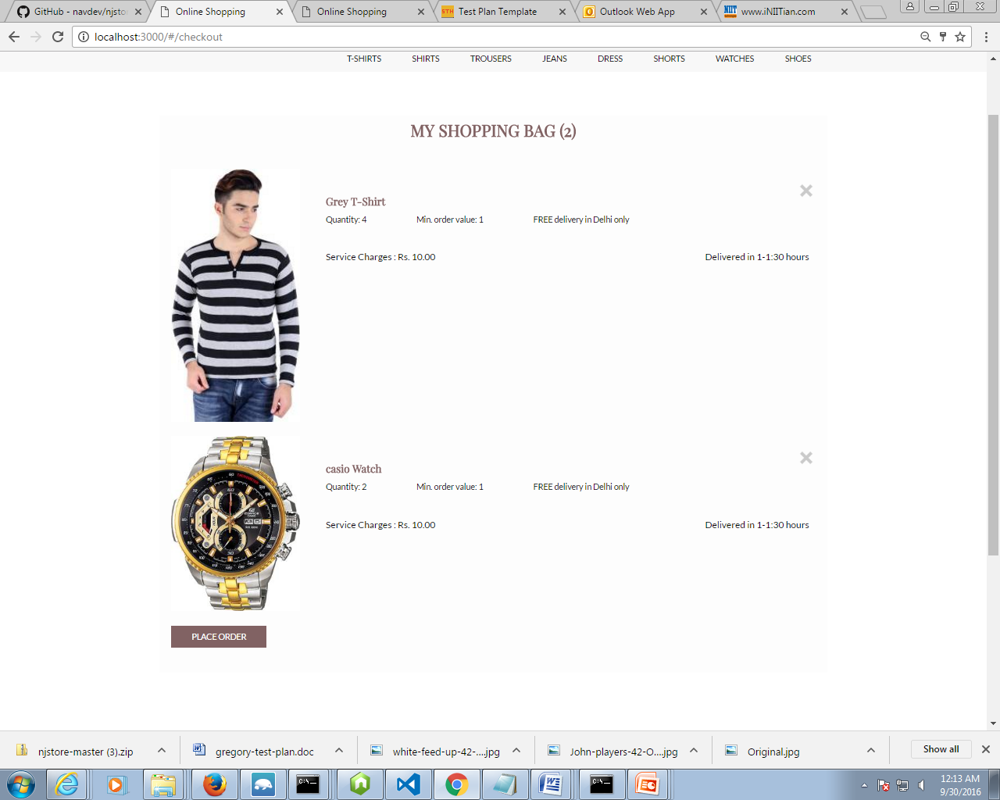 GitHub - navdev/njsto
Online Shopping
Online Shopping
STH Test Plan Template
Outlook Web App
NIIT www.iNIITian.com
localhost:3000/#/checkout
T-SHIRTS SHIRTS TROUSERS JEANS DRESS SHORTS WATCHES SHOES
MY SHOPPING BAG (2)
Grey T-Shirt
Quantity: 4 Min. order value: 1 FREE delivery in Delhi only
Service Charges : Rs. 10.00 Delivered in 1-1:30 hours
casio Watch
Quantity: 2 Min. order value: 1 FREE delivery in Delhi only
Service Charges : Rs. 10.00 Delivered in 1-1:30 hours
PLACE ORDER
njstore-master (3).zip
gregory-test-plan.doc
white-feed-up-42-....jpg
John-players-42-O....jpg
Original.jpg
Show all
12:13 AM
9/30/2016